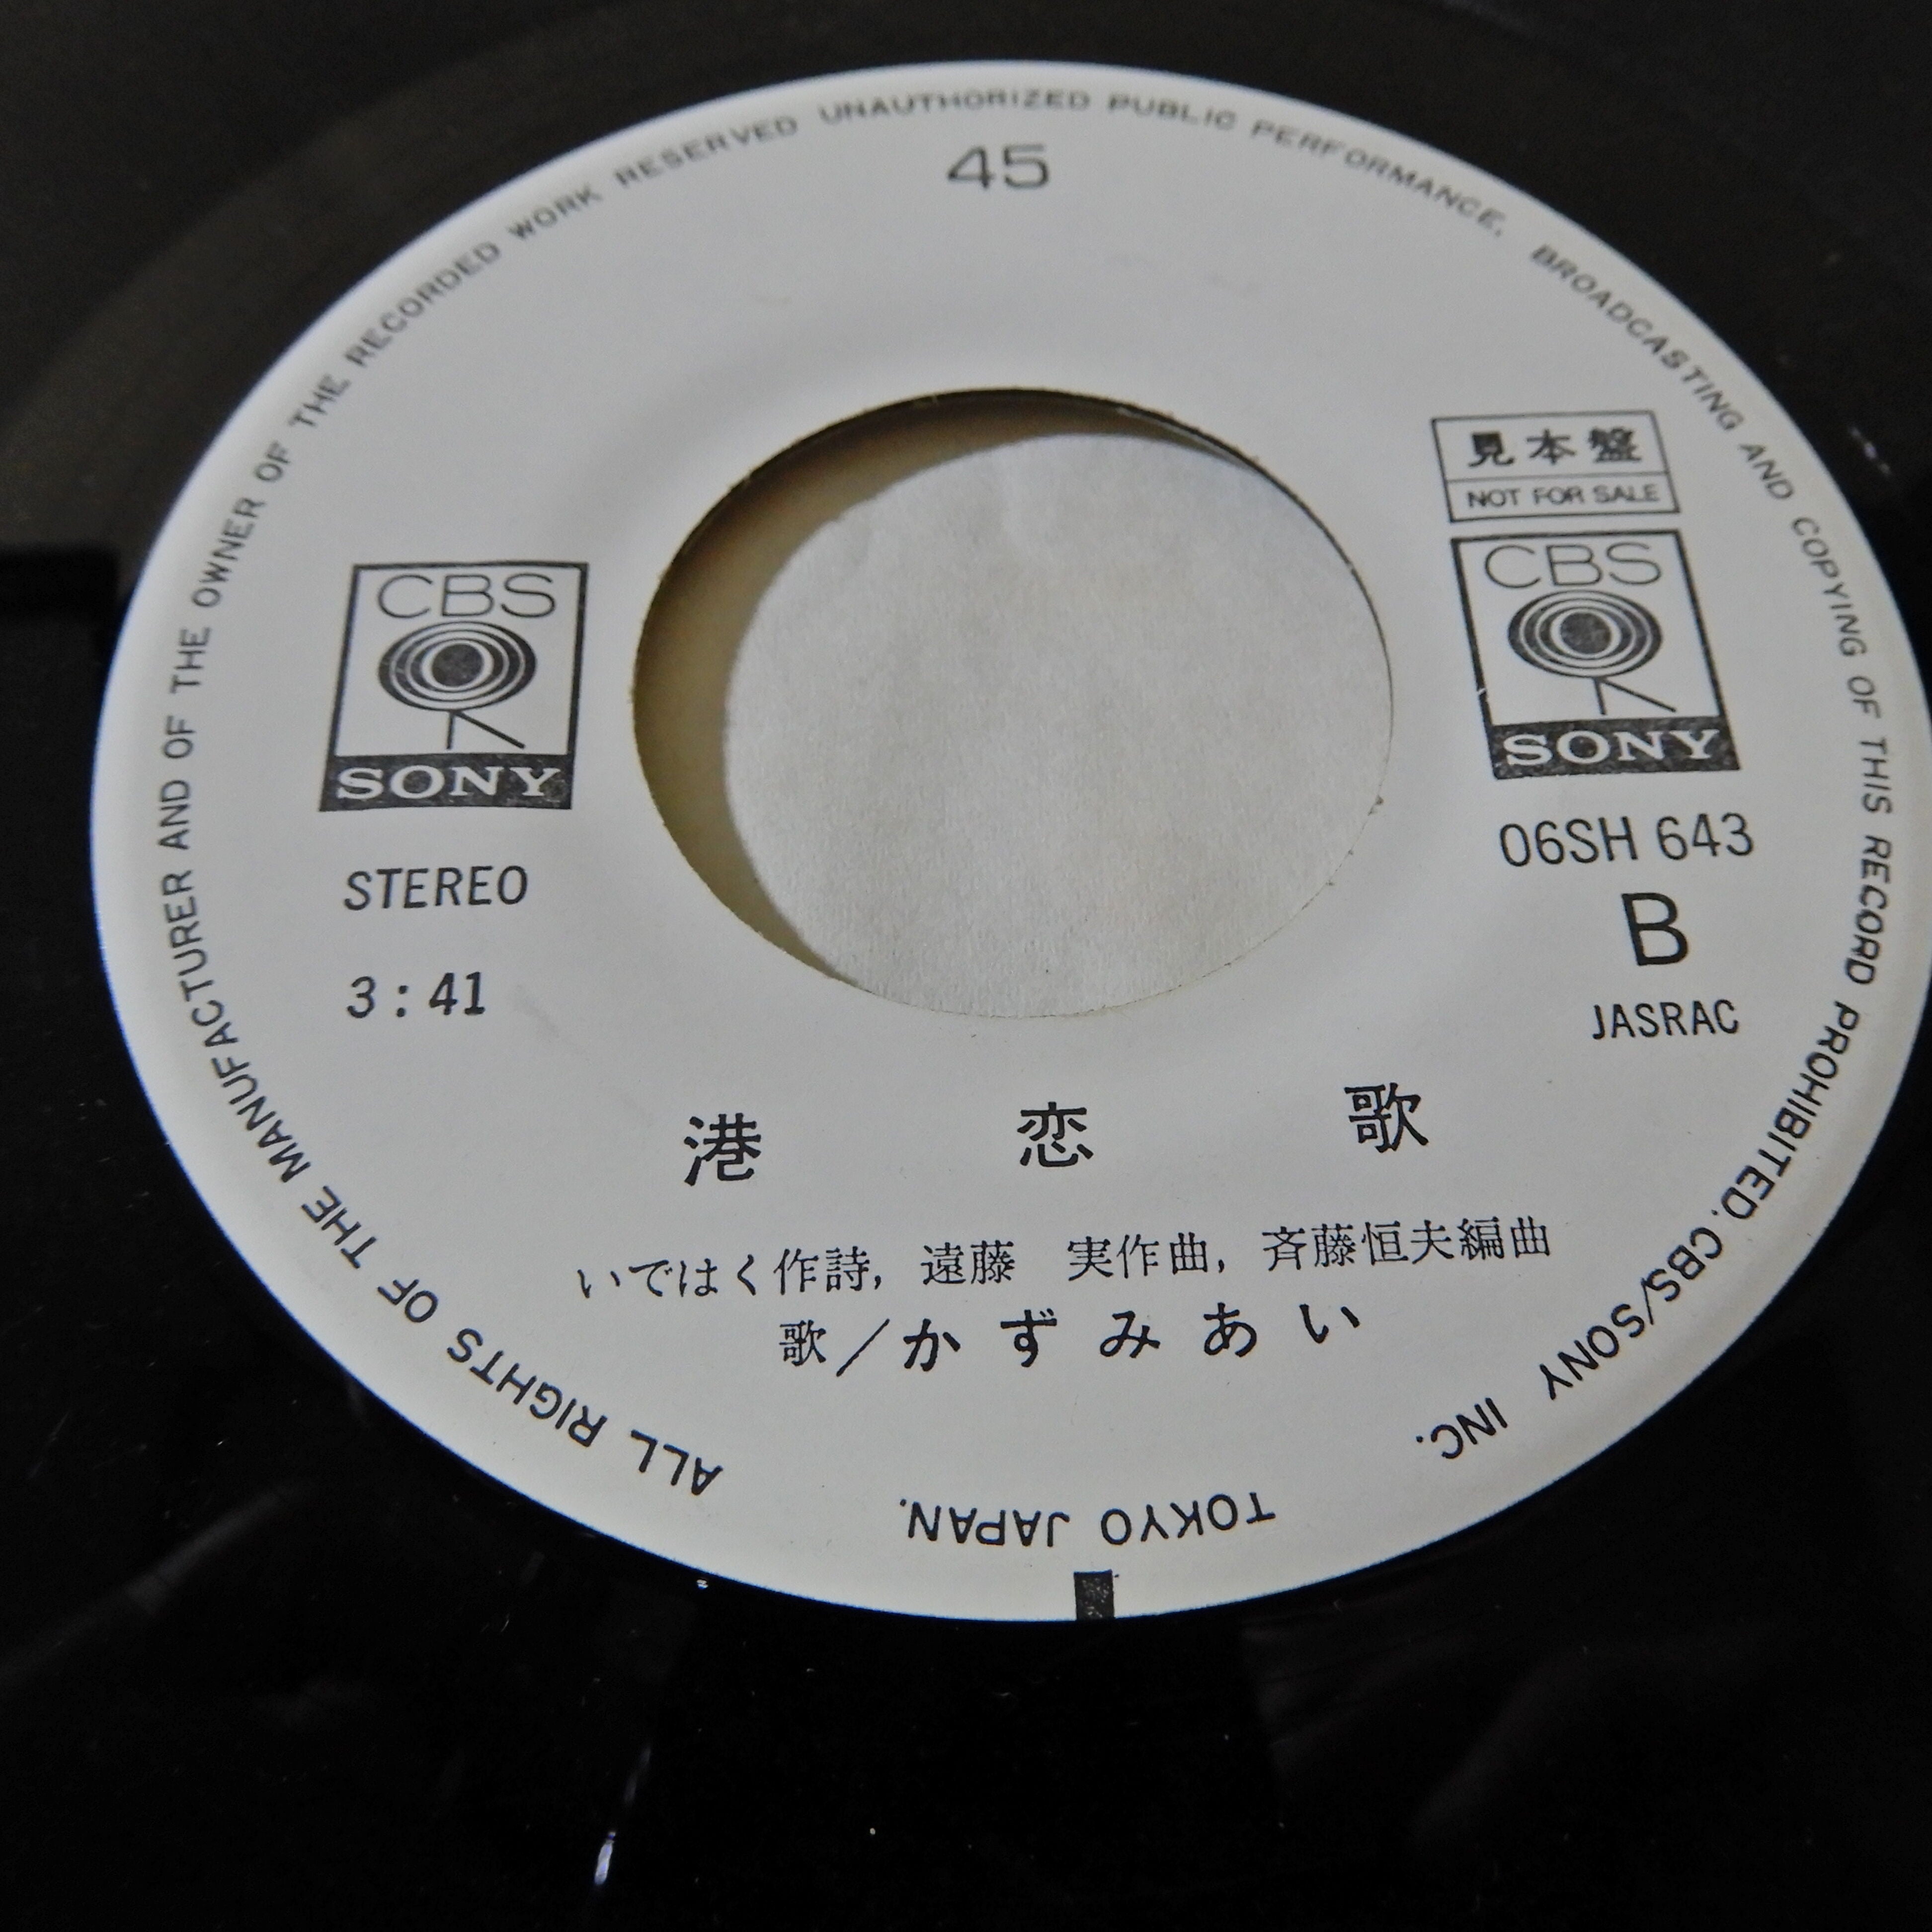 45
見本盤
NOT FOR SALE
CBS
SONY
CBS
SONY
STEREO
3:41
06SH 643
B
JASRAC
港 恋 歌
いではく作詩, 遠藤 実作曲, 斉藤恒夫編曲
歌/かずみあい
ALL RIGHTS OF THE MANUFACTURER AND OF THE OWNER OF THE RECORDED WORK RESERVED UNAUTHORIZED PUBLIC PERFORMANCE, BROADCASTING AND COPYING OF THIS RECORD PROHIBITED. CBS/SONY INC. TOKYO JAPAN.